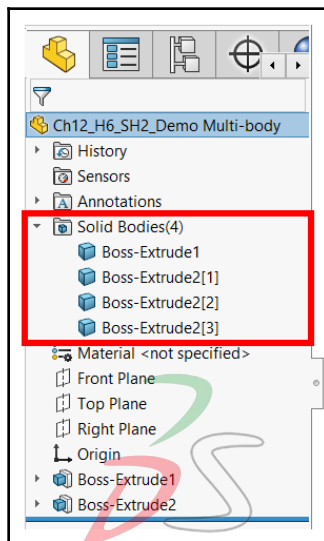 Ch12_H6_SH2_Demo Multi-body
History
Sensors
Annotations
Solid Bodies(4)
Boss-Extrude1
Boss-Extrude2[1]
Boss-Extrude2[2]
Boss-Extrude2[3]
Material <not specified>
Front Plane
Top Plane
Right Plane
Origin
Boss-Extrude1
Boss-Extrude2